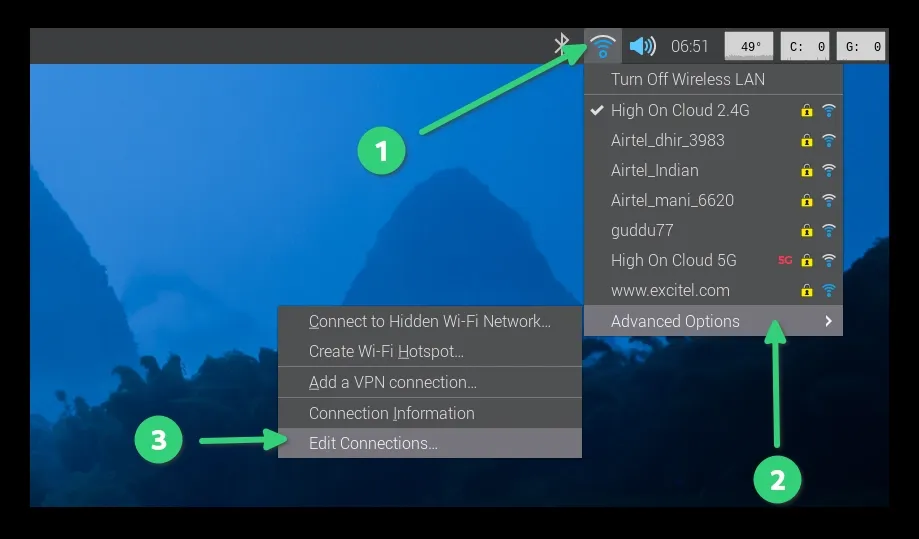 06:51
49°
C: 0
G: 0
1
Turn Off Wireless LAN
High On Cloud 2.4G
Airtel_dhir_3983
Airtel_Indian
Airtel_mani_6620
guddu77
High On Cloud 5G 5G
www.excitel.com
Advanced Options
Connect to Hidden Wi-Fi Network...
Create Wi-Fi Hotspot...
Add a VPN connection...
Connection Information
Edit Connections...
3
2